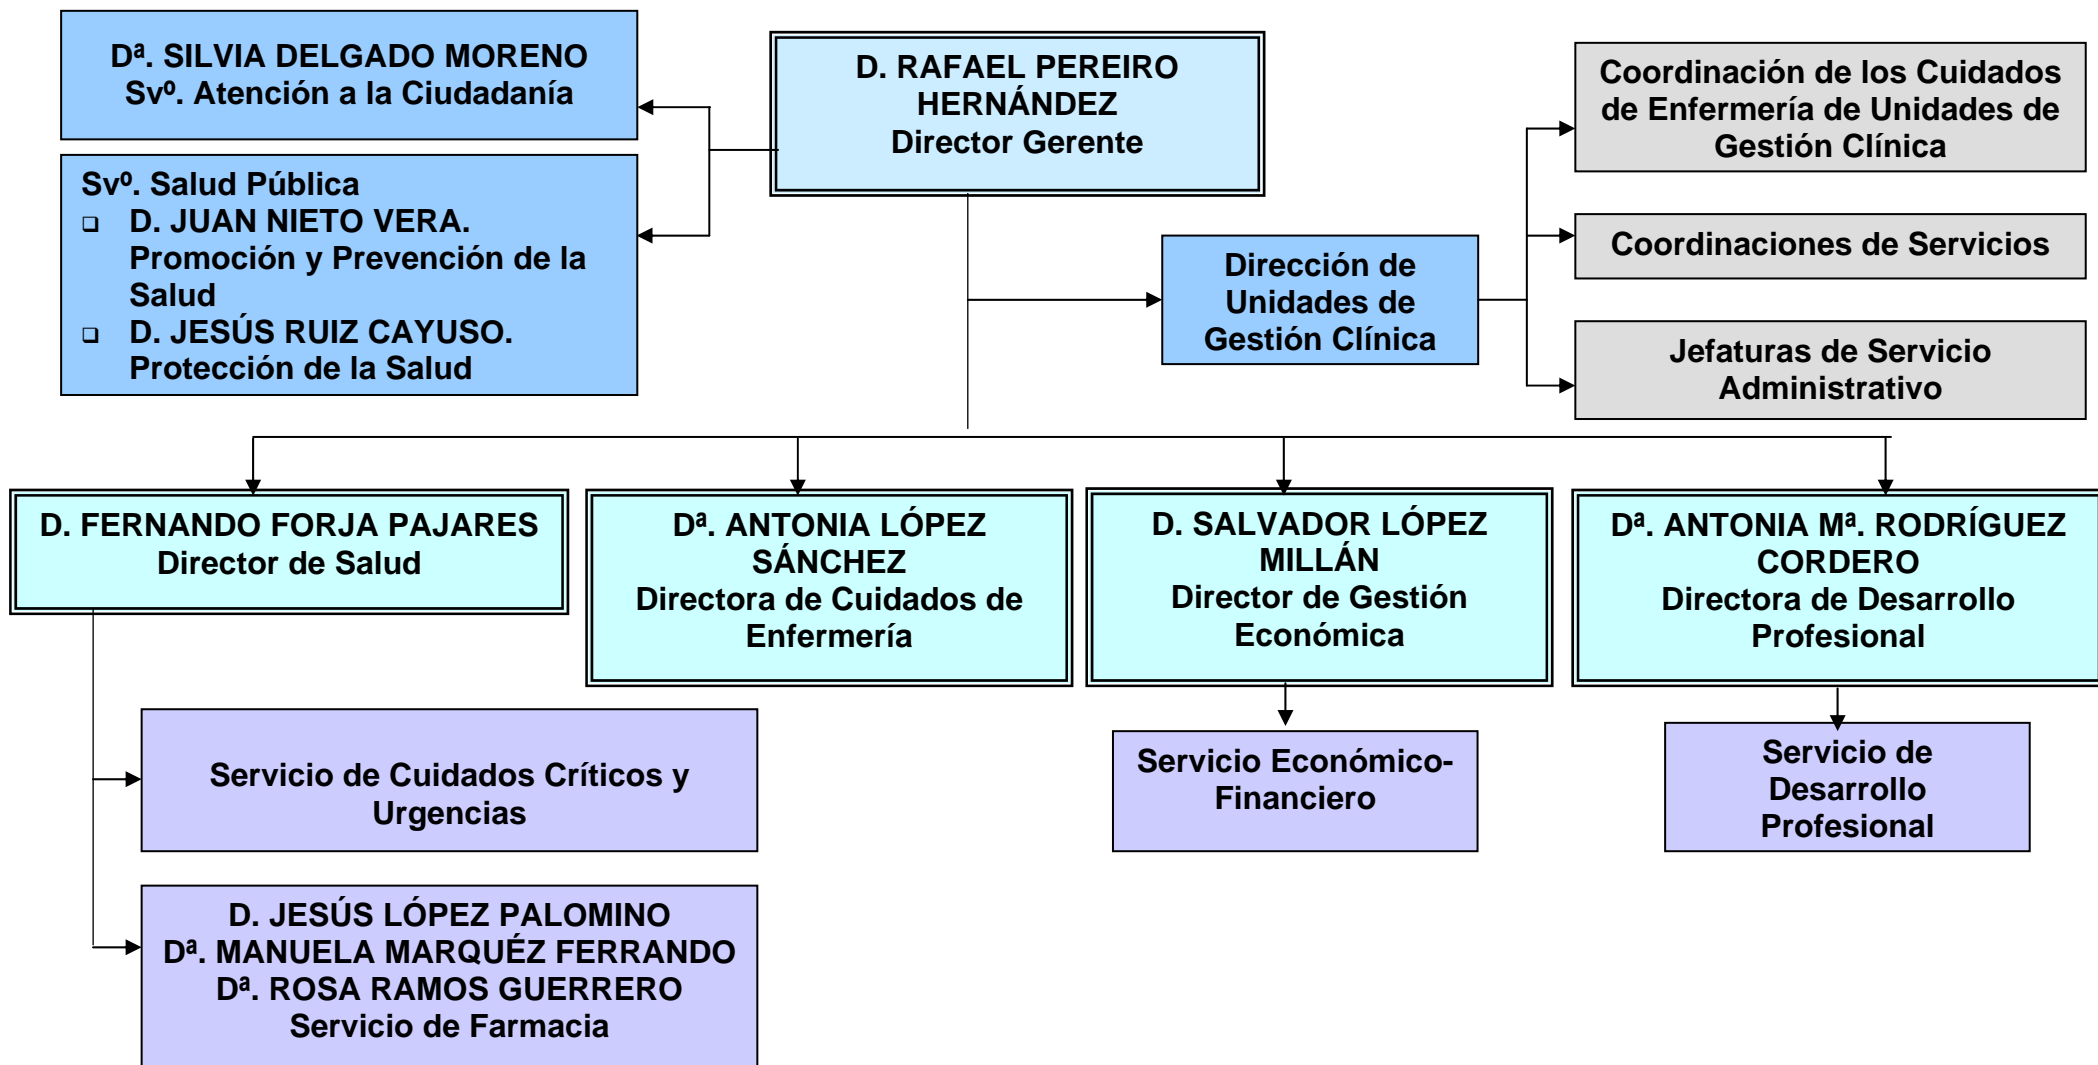 Dª. SILVIA DELGADO MORENO
Svº. Atención a la Ciudadanía
D. RAFAEL PEREIRO
HERNÁNDEZ
Director Gerente
Coordinación de los Cuidados
de Enfermería de Unidades de
Gestión Clínica
Svº. Salud Pública
❑ D. JUAN NIETO VERA.
Promoción y Prevención de la
Salud
❑ D. JESÚS RUIZ CAYUSO.
Protección de la Salud
Dirección de
Unidades de
Gestión Clínica
Coordinaciones de Servicios
Jefaturas de Servicio
Administrativo
D. FERNANDO FORJA PAJARES
Director de Salud
Dª. ANTONIA LÓPEZ
SÁNCHEZ
Directora de Cuidados de
Enfermería
D. SALVADOR LÓPEZ
MILLÁN
Director de Gestión
Económica
Dª. ANTONIA Mª. RODRÍGUEZ
CORDERO
Directora de Desarrollo
Profesional
Servicio de Cuidados Críticos y
Urgencias
Servicio Económico-
Financiero
Servicio de
Desarrollo
Profesional
D. JESÚS LÓPEZ PALOMINO
Dª. MANUELA MARQUÉZ FERRANDO
Dª. ROSA RAMOS GUERRERO
Servicio de Farmacia